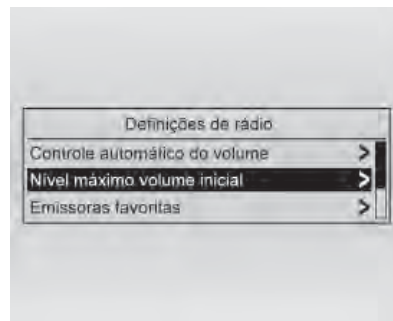 Definições de rádio
Controle automático do volume >
Nível máximo volume inicial >
Emissoras favoritas >